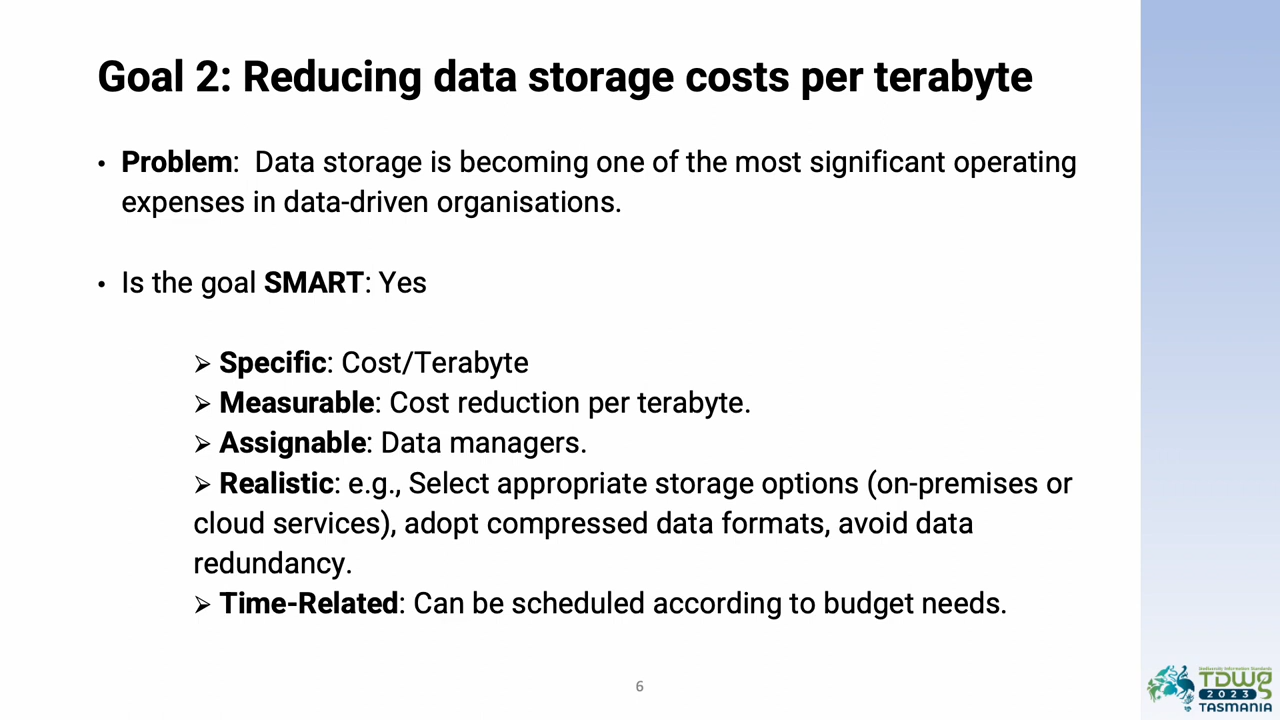 Goal 2: Reducing data storage costs per terabyte
• Problem:  Data storage is becoming one of the most significant operating
expenses in data-driven organisations.
• Is the goal SMART: Yes
➢ Specific: Cost/Terabyte
➢ Measurable: Cost reduction per terabyte.
➢ Assignable: Data managers.
➢ Realistic: e.g., Select appropriate storage options (on-premises or
cloud services), adopt compressed data formats, avoid data
redundancy.
➢ Time-Related: Can be scheduled according to budget needs.
6
Biodiversity Information Standards
TDWG
2023
TASMANIA